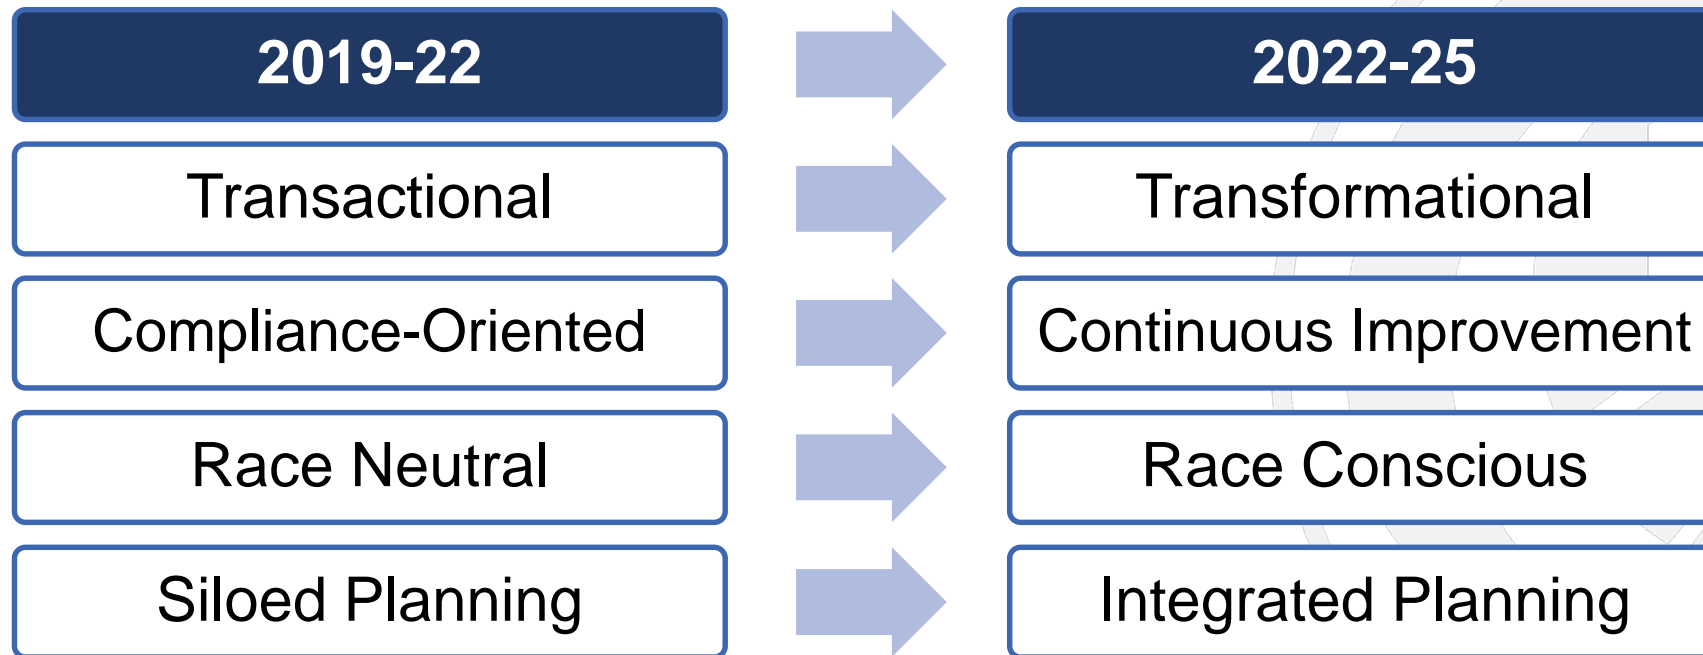 2019-22
2022-25
Transactional
Transformational
Compliance-Oriented
Continuous Improvement
Race Neutral
Race Conscious
Siloed Planning
Integrated Planning